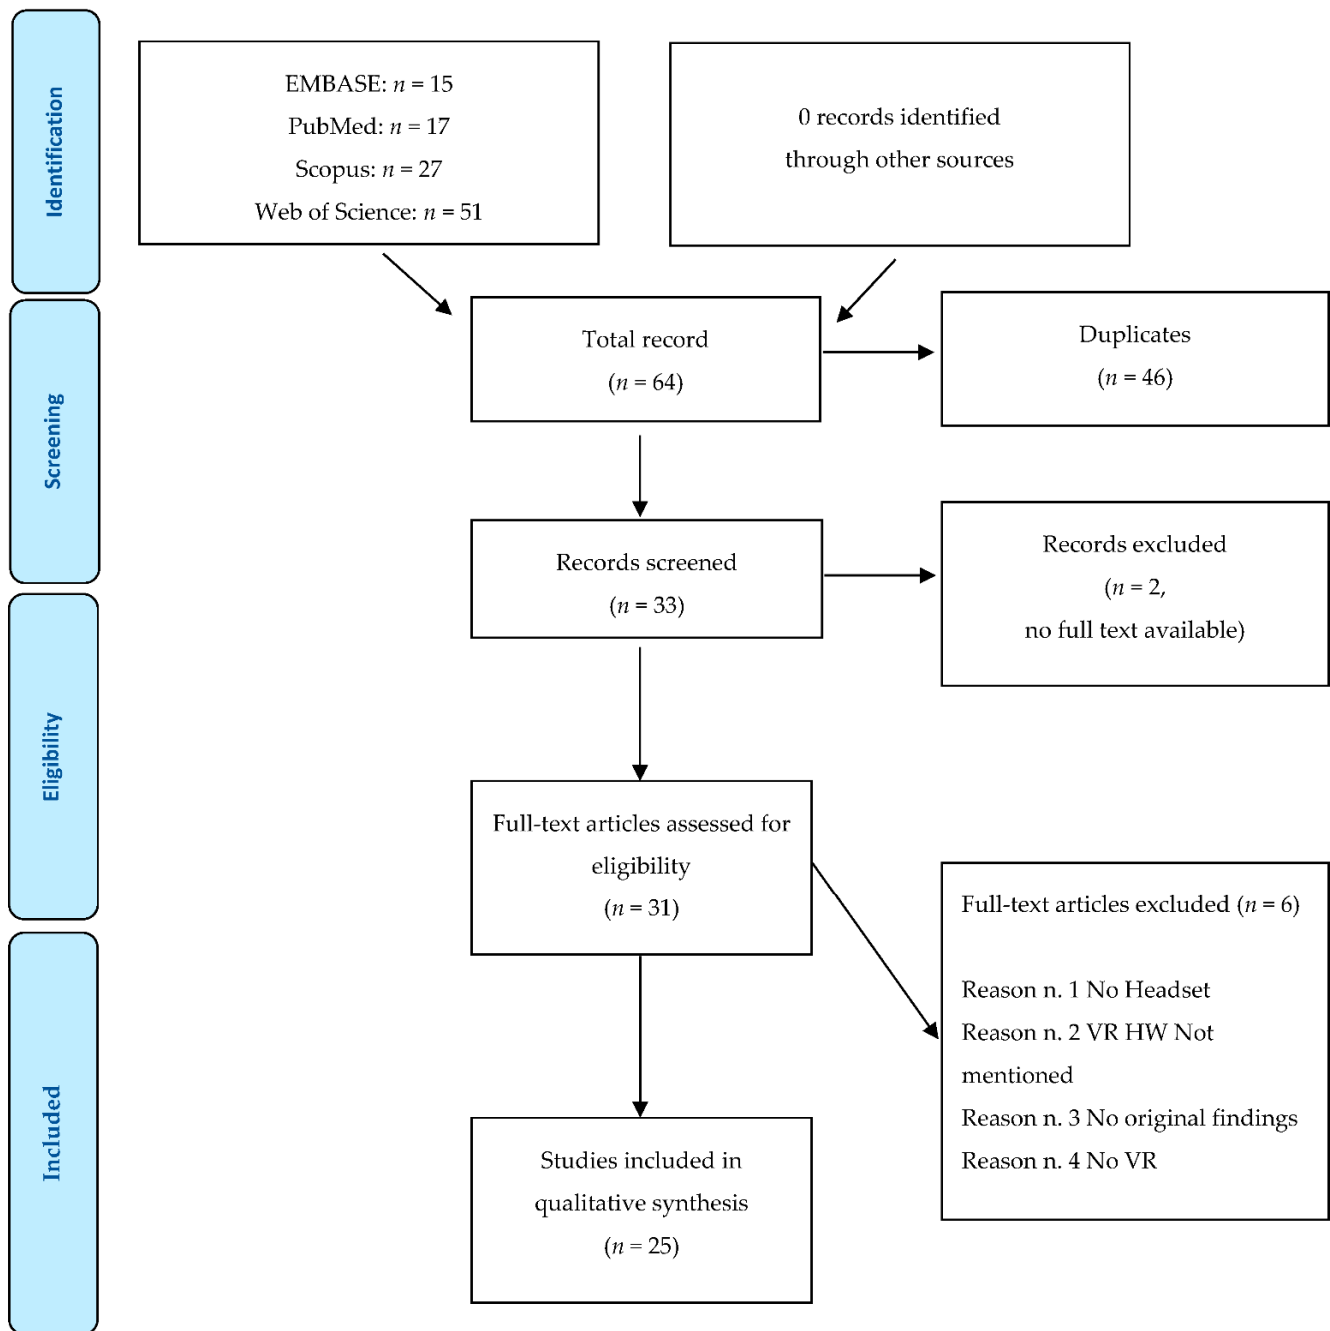 Identification
EMBASE: n = 15
PubMed: n = 17
Scopus: n = 27
Web of Science: n = 51
0 records identified
through other sources
Screening
Total record
(n = 64)
Duplicates
(n = 46)
Records screened
(n = 33)
Records excluded
(n = 2,
no full text available)
Eligibility
Full-text articles assessed for
eligibility
(n = 31)
Full-text articles excluded (n = 6)
Reason n. 1 No Headset
Reason n. 2 VR HW Not
mentioned
Reason n. 3 No original findings
Reason n. 4 No VR
Included
Studies included in
qualitative synthesis
(n = 25)